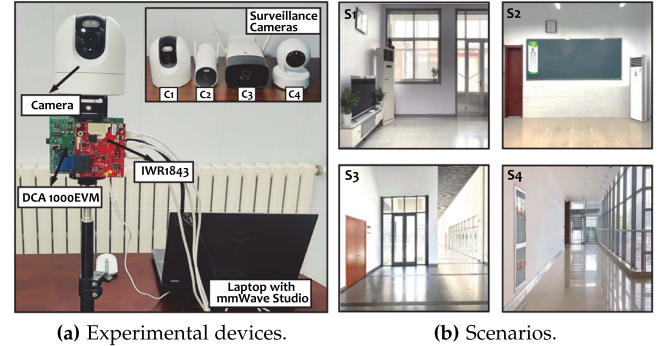 Surveillance
Cameras
C1
C2
C3
C4
Camera
IWR1843
DCA 1000EVM
Laptop with
mmWave Studio
(a) Experimental devices.
S1
S2
S3
S4
(b) Scenarios.